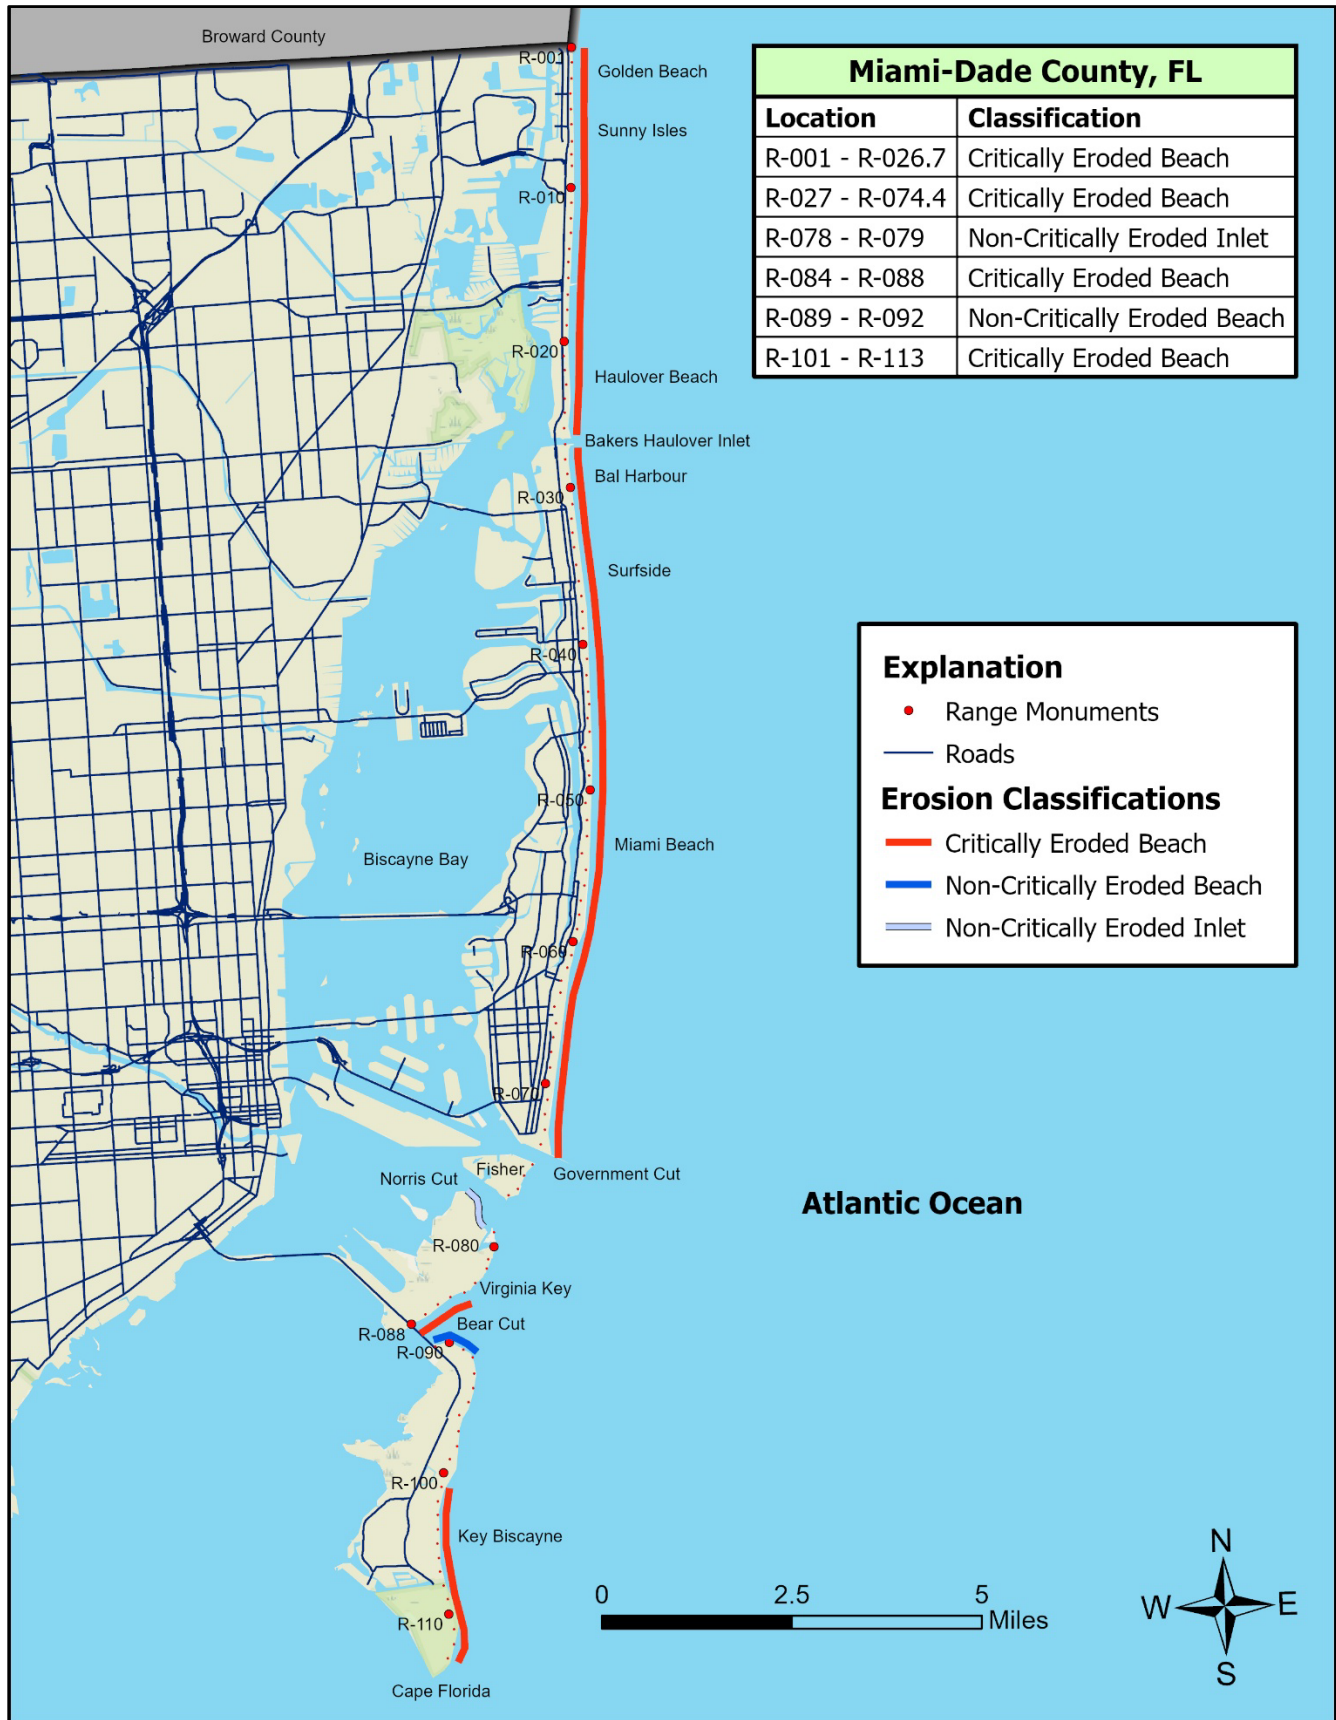 Broward County
R-001
Golden Beach
Sunny Isles
R-010
R-020
Haulover Beach
Bakers Haulover Inlet
Bal Harbour
R-030
Surfside
R-040
R-050
Miami Beach
Biscayne Bay
R-060
R-070
Fisher
Government Cut
Norris Cut
R-080
Virginia Key
Bear Cut
R-088
R-090
R-100
Key Biscayne
R-110
Cape Florida
Miami-Dade County, FL
Location Classification
R-001 - R-026.7 Critically Eroded Beach
R-027 - R-074.4 Critically Eroded Beach
R-078 - R-079 Non-Critically Eroded Inlet
R-084 - R-088 Critically Eroded Beach
R-089 - R-092 Non-Critically Eroded Beach
R-101 - R-113 Critically Eroded Beach
Explanation
Range Monuments
Roads
Erosion Classifications
Critically Eroded Beach
Non-Critically Eroded Beach
Non-Critically Eroded Inlet
Atlantic Ocean
0 2.5 5
Miles
N
W E
S